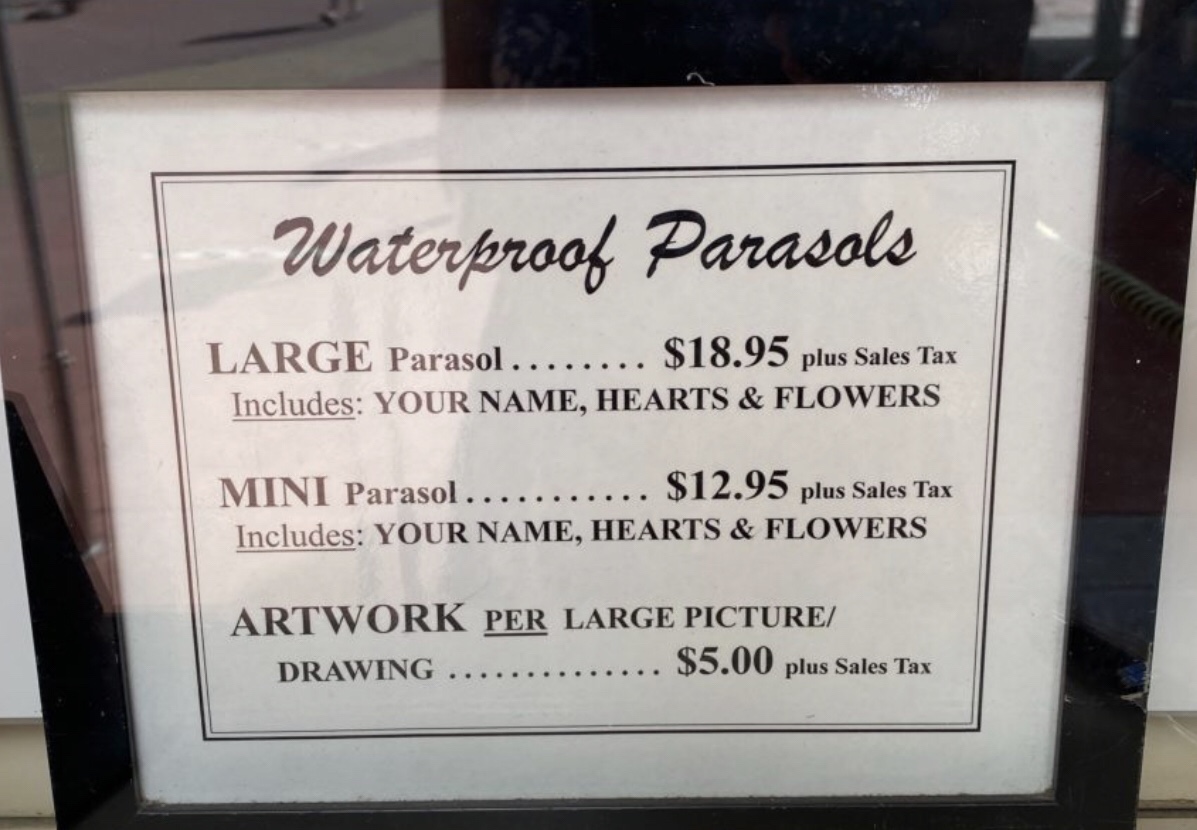 Waterproof Parasols
LARGE Parasol ........ $18.95 plus Sales Tax
Includes: YOUR NAME, HEARTS & FLOWERS
MINI Parasol ........... $12.95 plus Sales Tax
Includes: YOUR NAME, HEARTS & FLOWERS
ARTWORK PER LARGE PICTURE/
DRAWING .............. $5.00 plus Sales Tax